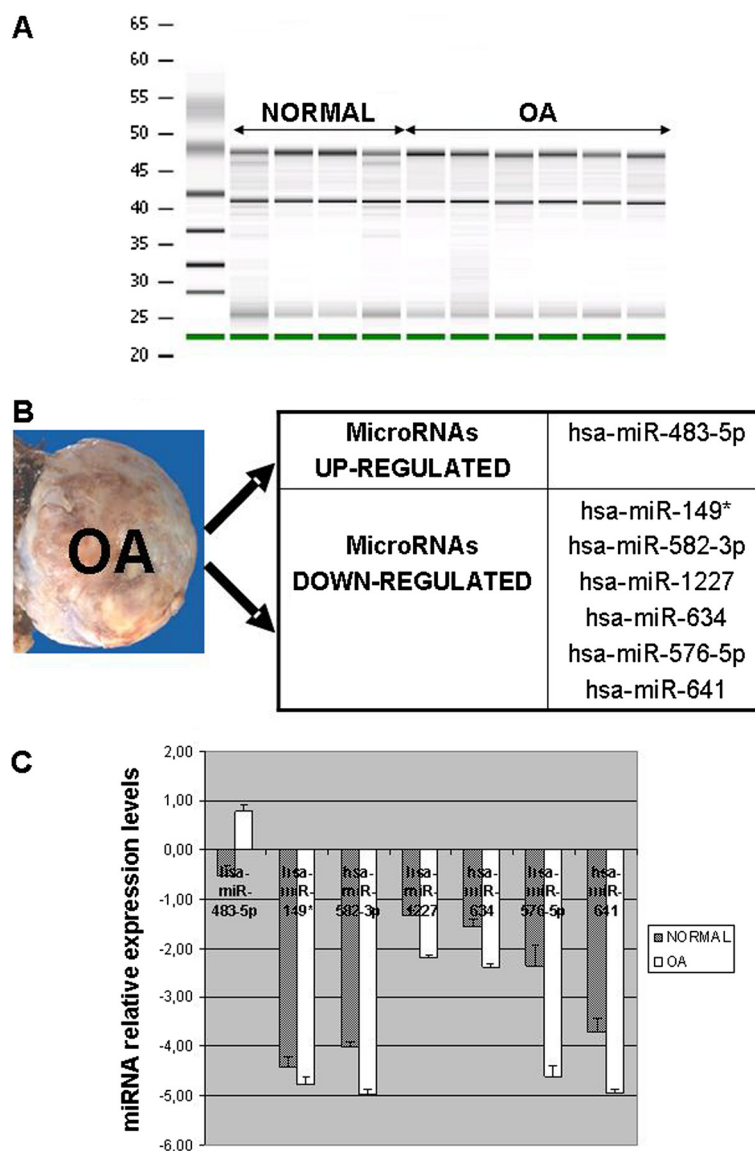 A
65
60
55
50
45
40
35
30
25
20
NORMAL OA
B
OA
MicroRNAs
UP-REGULATED
hsa-miR-483-5p
MicroRNAs
DOWN-REGULATED
hsa-miR-149*
hsa-miR-582-3p
hsa-miR-1227
hsa-miR-634
hsa-miR-576-5p
hsa-miR-641
C
miRNA relative expression levels
2,00
1,00
0,00
-1,00
-2,00
-3,00
-4,00
-5,00
-6,00
hsa-
miR-
483-5p
hsa-
miR-
149*
hsa-
miR-
582-3p
hsa-
miR-
1227
hsa-
miR-
634
hsa-
miR-
576-5p
hsa-
miR-
641
NORMAL
OA